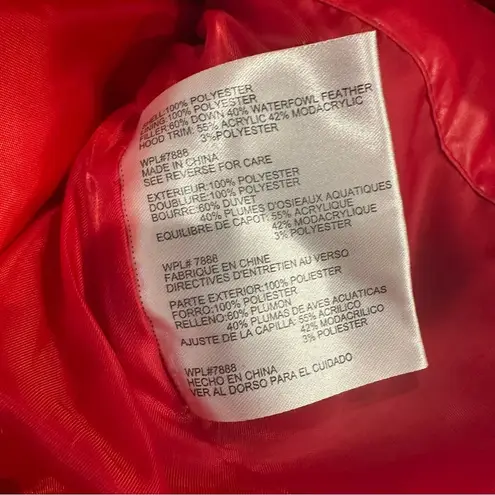 SHELL:100% POLYESTER
LINING:100% POLYESTER
FILLER:60% DOWN 40% WATERFOWL FEATHER
HOOD TRIM: 55% ACRYLIC 42% MODACRYLIC
3%POLYESTER
WPL#7888
MADE IN CHINA
SEE REVERSE FOR CARE
EXTERIEUR:100% POLYESTER
DOUBLURE:100% POLYESTER
BOURRE:60% DUVET
40% PLUMES D'OSIEAUX AQUATIQUES
EQUILIBRE DE CAPOT: 55% ACRYLIQUE
42% MODACRYLIQUE
3% POLYESTER
WPL# 7888
FABRIQUE EN CHINE
DIRECTIVES D'ENTRETIEN AU VERSO
PARTE EXTERIOR:100% POLIESTER
FORRO:100% POLIESTER
RELLENO:60% PLUMON
40% PLUMAS DE AVES ACUATICAS
AJUSTE DE LA CAPILLA: 55% ACRILICO
42% MODACRILICO
3% POLIESTER
WPL#7888
HECHO EN CHINA
VER AL DORSO PARA EL CUIDADO